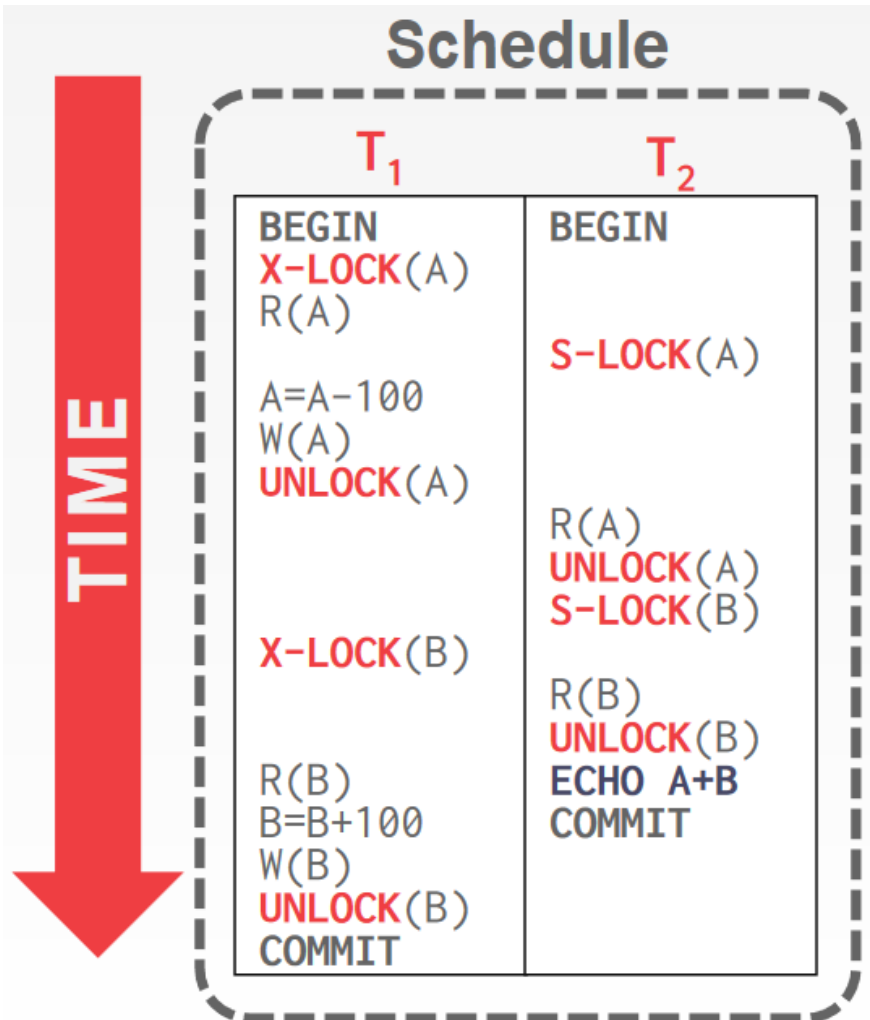 Schedule
TIME
T1
T2
BEGIN
X-LOCK(A)
R(A)
A=A-100
W(A)
UNLOCK(A)
X-LOCK(B)
R(B)
B=B+100
W(B)
UNLOCK(B)
COMMIT
BEGIN
S-LOCK(A)
R(A)
UNLOCK(A)
S-LOCK(B)
R(B)
UNLOCK(B)
ECHO A+B
COMMIT